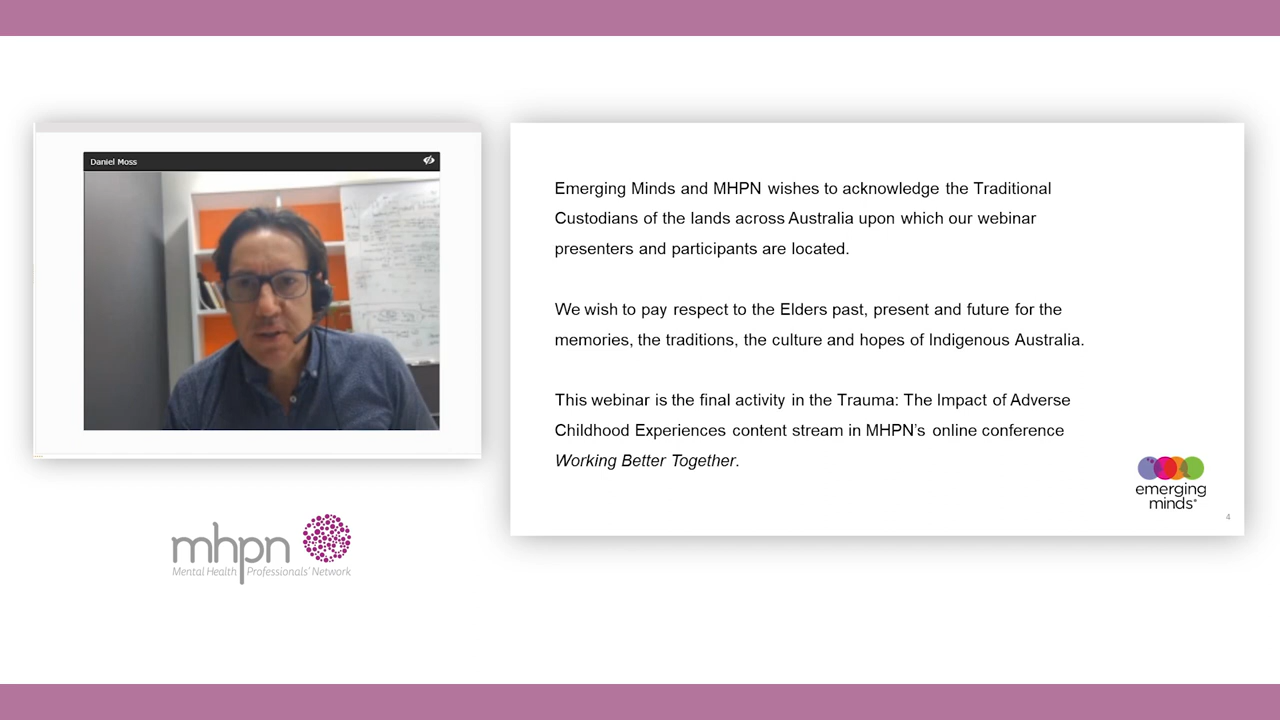 Daniel Moss
Emerging Minds and MHPN wishes to acknowledge the Traditional
Custodians of the lands across Australia upon which our webinar
presenters and participants are located.
We wish to pay respect to the Elders past, present and future for the
memories, the traditions, the culture and hopes of Indigenous Australia.
This webinar is the final activity in the Trauma: The Impact of Adverse
Childhood Experiences content stream in MHPN's online conference
Working Better Together.
emerging
minds
4
mhpn
Mental Health Professionals' Network